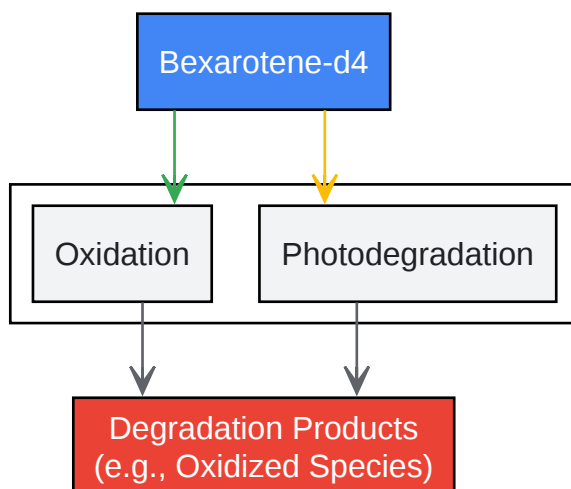 Bexarotene-d4
Oxidation
Photodegradation
Degradation Products
(e.g., Oxidized Species)